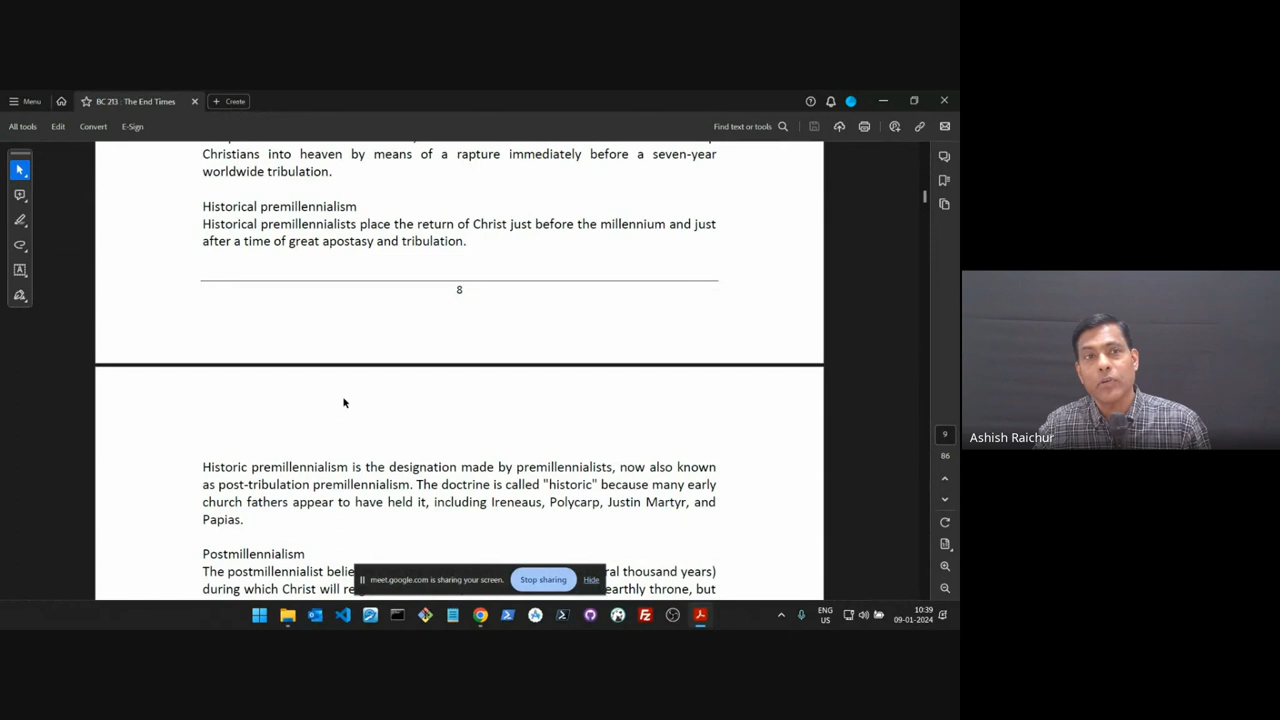 Menu
BC 213 : The End Times
Create
All tools
Edit
Convert
E-Sign
Find text or tools
Christians into heaven by means of a rapture immediately before a seven-year
worldwide tribulation.
Historical premillennialism
Historical premillennialists place the return of Christ just before the millennium and just
after a time of great apostasy and tribulation.
8
Historic premillennialism is the designation made by premillennialists, now also known
as post-tribulation premillennialism. The doctrine is called "historic" because many early
church fathers appear to have held it, including Ireneaus, Polycarp, Justin Martyr, and
Papias.
Postmillennialism
The postmillennialist
thousand years)
during which Christ will
throne, but
meet.google.com is sharing your screen.
Stop sharing
Hide
9
86
ENG
US
10:39
09-01-2024
Ashish Raichur